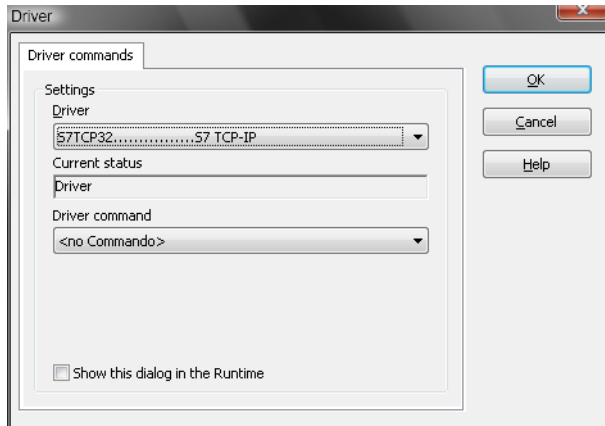 Driver
Driver commands
Settings
Driver
S7TCP32................S7 TCP-IP
Current status
Driver
Driver command
<no Commando>
Show this dialog in the Runtime
OK
Cancel
Help